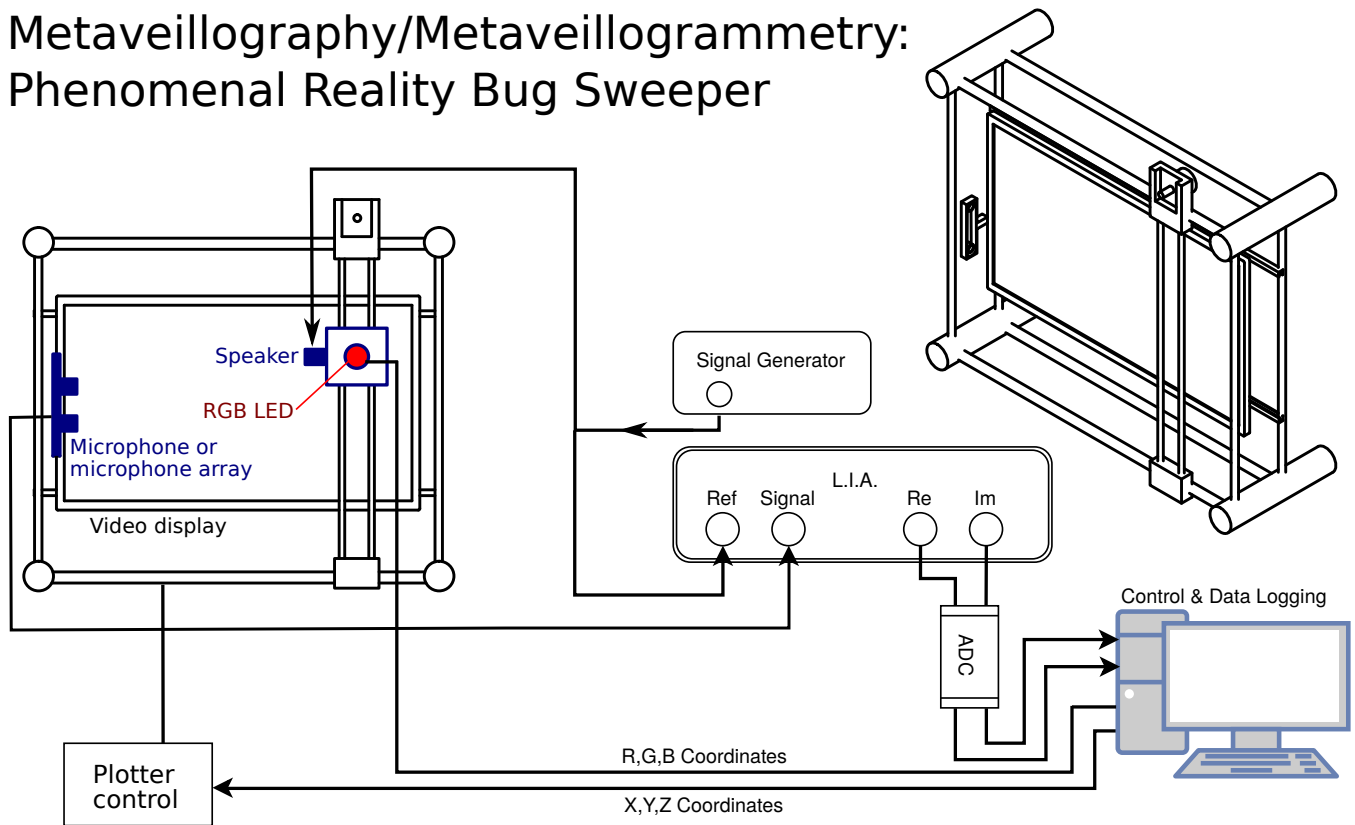 Metaveillography/Metaveillogrammetry:
Phenomenal Reality Bug Sweeper
Speaker
RGB LED
Microphone or
microphone array
Video display
Signal Generator
L.I.A.
Ref
Signal
Re
Im
ADC
Control & Data Logging
R,G,B Coordinates
X,Y,Z Coordinates
Plotter
control